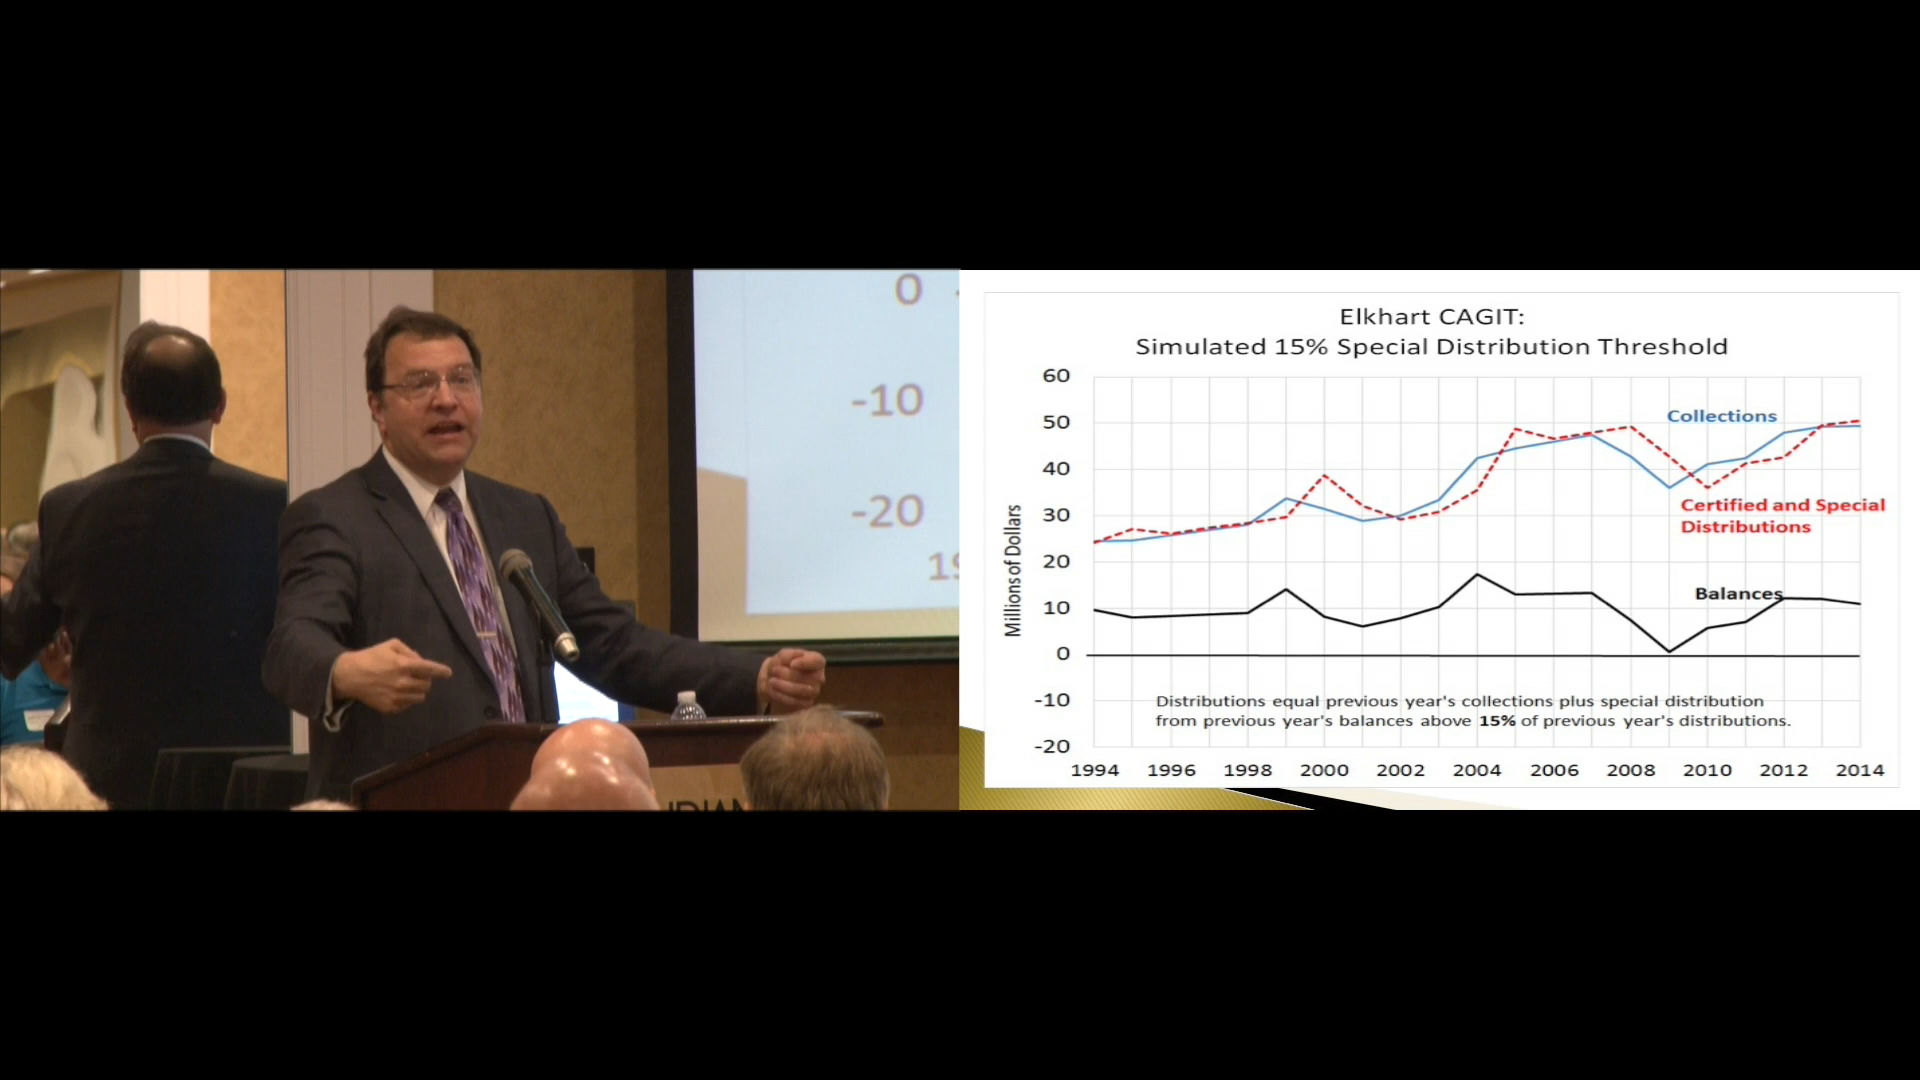 0
-10
-20
Elkhart CAGIT:
Simulated 15% Special Distribution Threshold
Millions of Dollars
60
50
40
30
20
10
0
-10
-20
Collections
Certified and Special
Distributions
Balances
Distributions equal previous year's collections plus special distribution
from previous year's balances above 15% of previous year's distributions.
1994 1996 1998 2000 2002 2004 2006 2008 2010 2012 2014